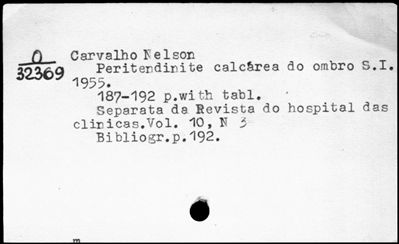 O
32369
Carvalho Nelson
Peritendinite calcárea do ombro S.I.
1955.
187-192 p.with tabl.
Separata da Revista do hospital das
clinicas.Vol. 10, N 3
Bibliogr.p.192.
m